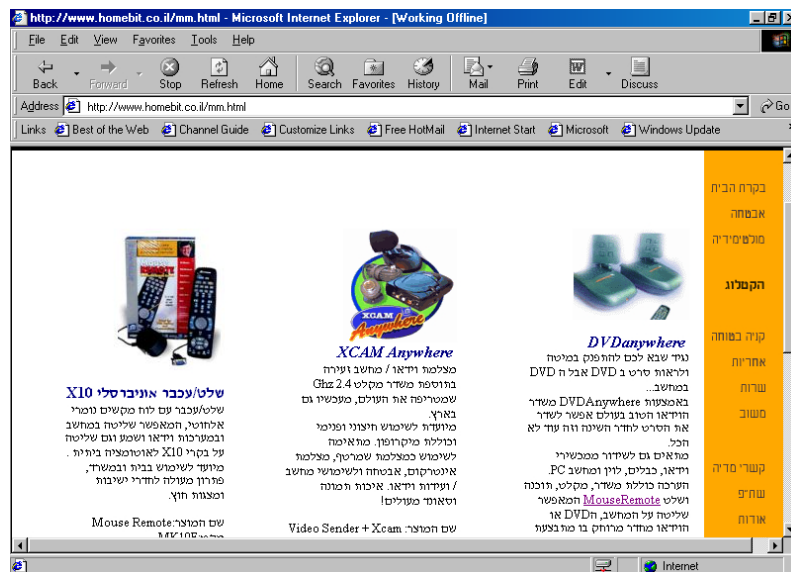 http://www.homebit.co.il/mm.html - Microsoft Internet Explorer - [Working Offline]
File Edit View Favorites Tools Help
Back Forward Stop Refresh Home Search Favorites History Mail Print Edit Discuss
Address http://www.homebit.co.il/mm.html Go
Links Best of the Web Channel Guide Customize Links Free HotMail Internet Start Microsoft Windows Update
בקרת הבית
אבטחה
מולטימידיה
הקטלוג
קניה בטוחה
אחריות
שרות
משוב
קשרי מדיה
שת״פ
אודות
DVDanywhere
נגיד שבא לכם להתפנק במיטה
ולראות סרט ב DVD אבל ה DVD
במחשב...
באמצעות DVDAnywhere משדר
הוידאו הטוב בעולם אפשר לשדר
את הסרט לחדר השינה וזה עוד לא
הכל.
מתאים גם לשידור ממכשירי
וידאו, כבלים, לוין ומחשב PC.
הערכה כוללת משדר, מקלט, תוכנה
ושלט MouseRemote המאפשר
שליטה על המחשב, הDVD או
הוידאו מחדר מרוחק בו מתבצעת
XCAM
Anywhere
XCAM Anywhere
מצלמת וידאו / מחשב זעירה
בתוספת משדר מקלט 2.4 Ghz
שמטריפה את העולם, מעכשיו גם
בארץ.
מיועדת לשימוש חיצוני ופנימי
וכוללת מיקרופון. מתאימה
לשימוש כמצלמת שמרטף, מצלמת
אינטרקום, אבטחה ולשימושי מחשב
/ ועידות וידאו. איכות תמונה
וסאונד מעולים!
שם המוצר: Video Sender + Xcam
REMOTE
שלט/עכבר אוניברסלי X10
שלט/עכבר עם לוח מקשים נומרי
אלחוטי, המאפשר שליטה במחשב
ובמערכות וידאו ושמע וגם שליטה
על בקרי X10 לאוטומציה ביתית .
מיועד לשימוש בבית ובמשרד,
פתרון מעולה לחדרי ישיבות
ומצגות חוץ.
שם המוצר:Mouse Remote
Internet